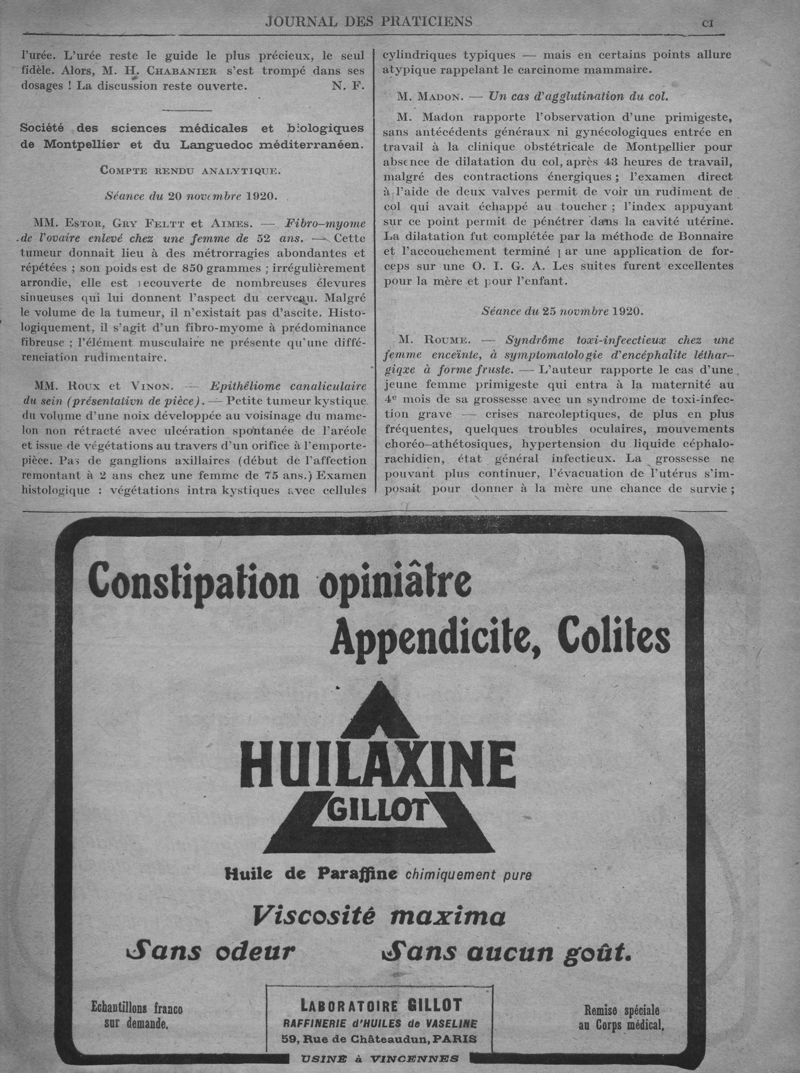 JOURNAL DES PRATICIENS
CI
l'urée. L'urée reste le guide le plus précieux, le seul
fidèle. Alors, M. H. CHABANIER s'est trompé dans ses
dosages ! La discussion reste ouverte. N. F.
Société des sciences médicales et biologiques
de Montpellier et du Languedoc méditerranéen.
COMPTE RENDU ANALYTIQUE.
Séance du 20 novembre 1920.
MM. ESTOR, GRY FELTT et AIMES. — Fibro-myome
de l'ovaire enlevé chez une femme de 52 ans. — Cette
tumeur donnait lieu à des métrorragies abondantes et
répétées ; son poids est de 850 grammes ; irrégulièrement
arrondie, elle est recouverte de nombreuses élevures
sinueuses qui lui donnent l'aspect du cerveau. Malgré
le volume de la tumeur, il n'existait pas d'ascite. Histo-
logiquement, il s'agit d'un fibro-myome à prédominance
fibreuse ; l'élément musculaire ne présente qu'une diffé-
renciation rudimentaire.
MM. ROUX et VINON. — Epithêliome canaliculaire
du sein (présentativn de pièce). — Petite tumeur kystique
du volume d'une noix développée au voisinage du mame-
lon non rétracté avec ulcération spontanée de l'aréole
et issue de végétations au travers d'un orifice à l'emporte-
pièce. Pas de ganglions axillaires (début de l'affection
remontant à 2 ans chez une femme de 75 ans.) Examen
histologique : végétations intra kystiques avec cellules
cylindriques typiques — mais en certains points allure
atypique rappelant le carcinome mammaire.
M. MADON. — Un cas d'agglutination du col.
M. Madon rapporte l'observation d'une primigeste,
sans antécédents généraux ni gynécologiques entrée en
travail à la clinique obstétricale de Montpellier pour
absence de dilatation du col, après 43 heures de travail,
malgré des contractions énergiques ; l'examen direct
à l'aide de deux valves permit de voir un rudiment de
col qui avait échappé au toucher ; l'index appuyant
sur ce point permit de pénétrer dans la cavité utérine.
La dilatation fut complétée par la méthode de Bonnaire
et l'accouchement terminé par une application de for-
ceps sur une O. I. G. A. Les suites furent excellentes
pour la mère et pour l'enfant.
Séance du 25 novmbre 1920.
M. ROUME. — Syndrôme toxi-infeectieux chez une
femme enceïnte, à symptomatologie d'encéphalite léthar-
giqxe à forme fruste. — L'auteur rapporte le cas d'une
jeune femme primigeste qui entra à la maternité au
4e mois de sa grossesse avec un syndrome de toxi-infec-
tion grave — crises narcoleptiques, de plus en plus
fréquentes, quelques troubles oculaires, mouvements
choréo-athétosiques, hypertension du liquide céphalo-
rachidien, état général infectieux. La grossesse ne
pouvant plus continuer, l'évacuation de l'utérus s'im-
posait pour donner à la mère une chance de survie ;
Constipation opiniâtre
Appendicite, Colites
HUILAXINE
GILLOT
Huile de Paraffine chimiquement pure
Viscosité maxima
Sans odeur Sans aucun goût.
Echantillons franco
sur demande.
LABORATOIRE GILLOT
RAFFINERIE d'HUILES de VASELINE
59, Rue de Châteaudun, PARIS
USINE à VINCENNES
Remise spéciale
au Corps médical,